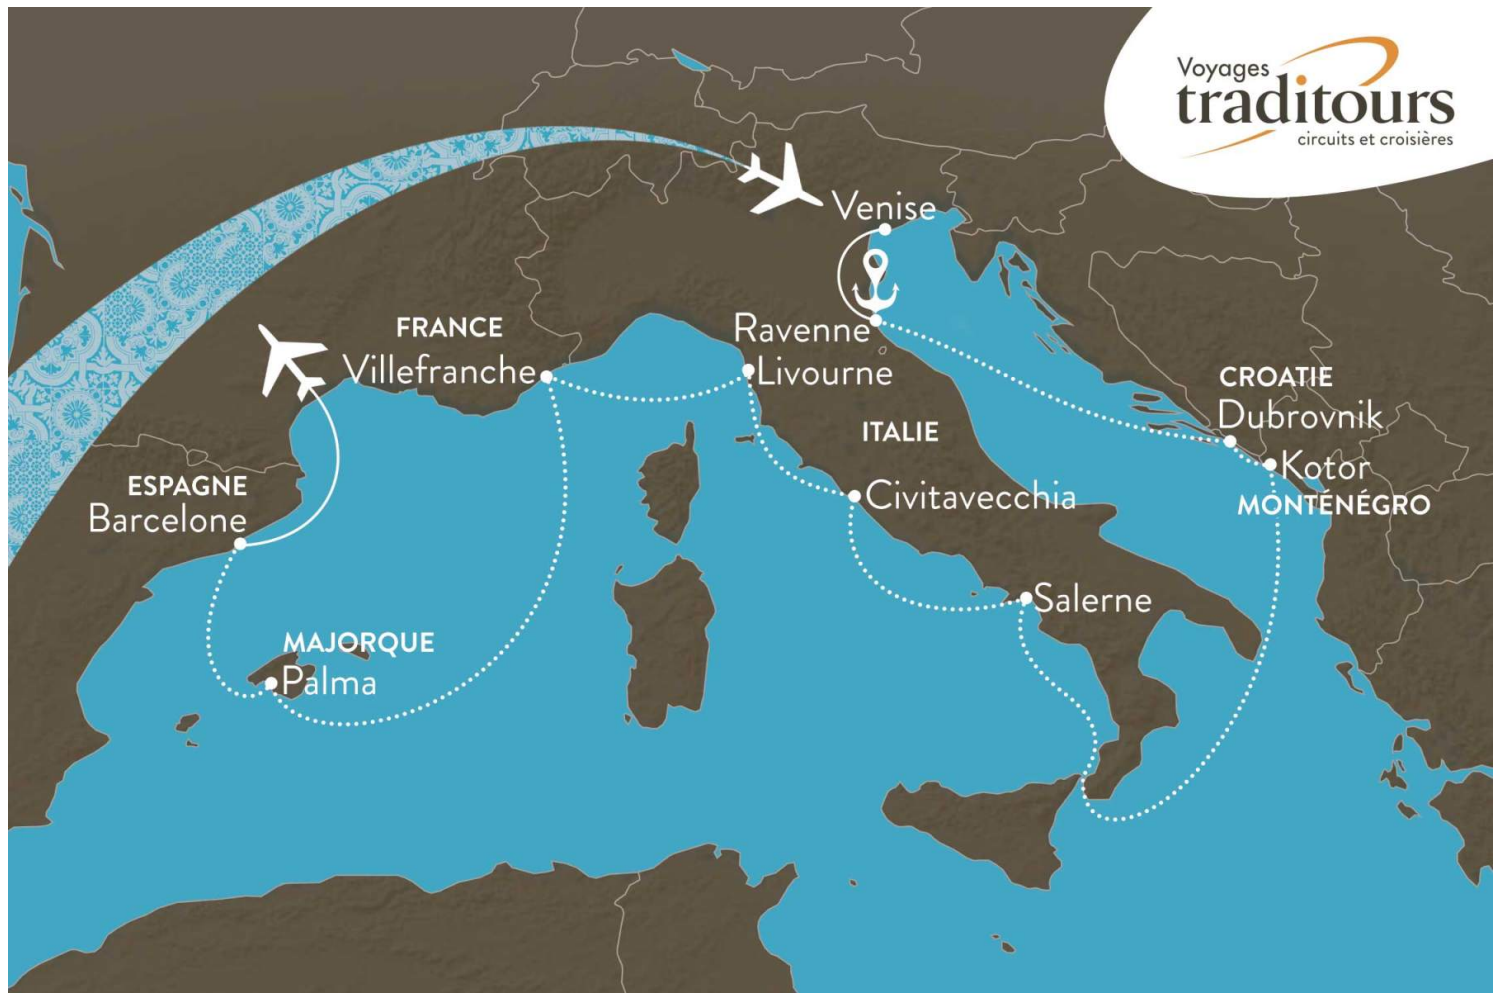 Voyages
traditours
circuits et croisières
Venise
Ravenne
FRANCE
Villefranche
Livourne
CROATIE
Dubrovnik
ITALIE
Kotor
MONTÉNÉGRO
ESPAGNE
Barcelone
Civitavecchia
Salerne
MAJORQUE
Palma